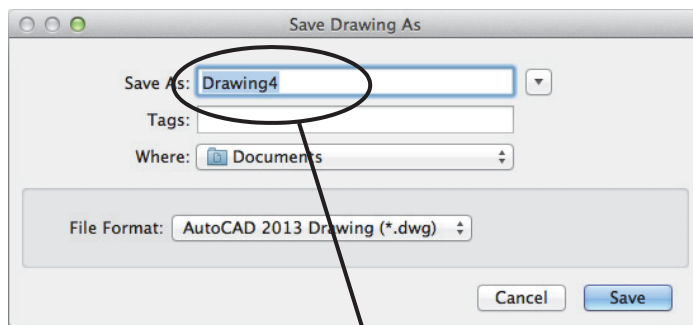 Save Drawing As
Save As: Drawing4
Tags:
Where: Documents
File Format: AutoCAD 2013 Drawing (*.dwg)
Cancel Save